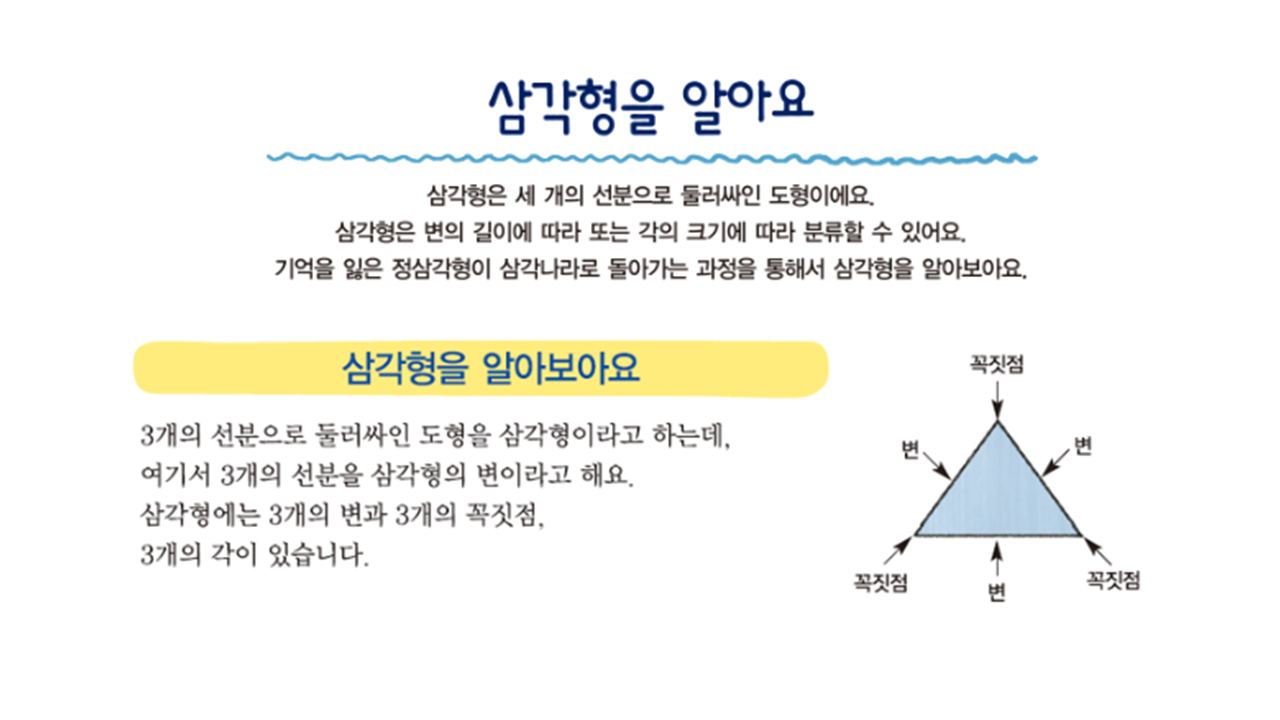 삼각형을 알아요
삼각형은 세 개의 선분으로 둘러싸인 도형이에요.
삼각형은 변의 길이에 따라 또는 각의 크기에 따라 분류할 수 있어요.
기억을 잃은 정삼각형이 삼각나라로 돌아가는 과정을 통해서 삼각형을 알아보아요.
삼각형을 알아보아요
3개의 선분으로 둘러싸인 도형을 삼각형이라고 하는데,
여기서 3개의 선분을 삼각형의 변이라고 해요.
삼각형에는 3개의 변과 3개의 꼭짓점,
3개의 각이 있습니다.
꼭짓점
변
변
꼭짓점
변
꼭짓점